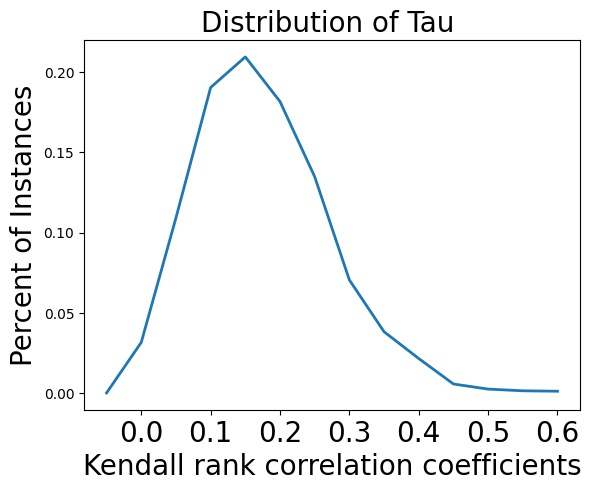 Distribution of Tau
Percent of Instances
0.20
0.15
0.10
0.05
0.00
0.0 0.1 0.2 0.3 0.4 0.5 0.6
Kendall rank correlation coefficients